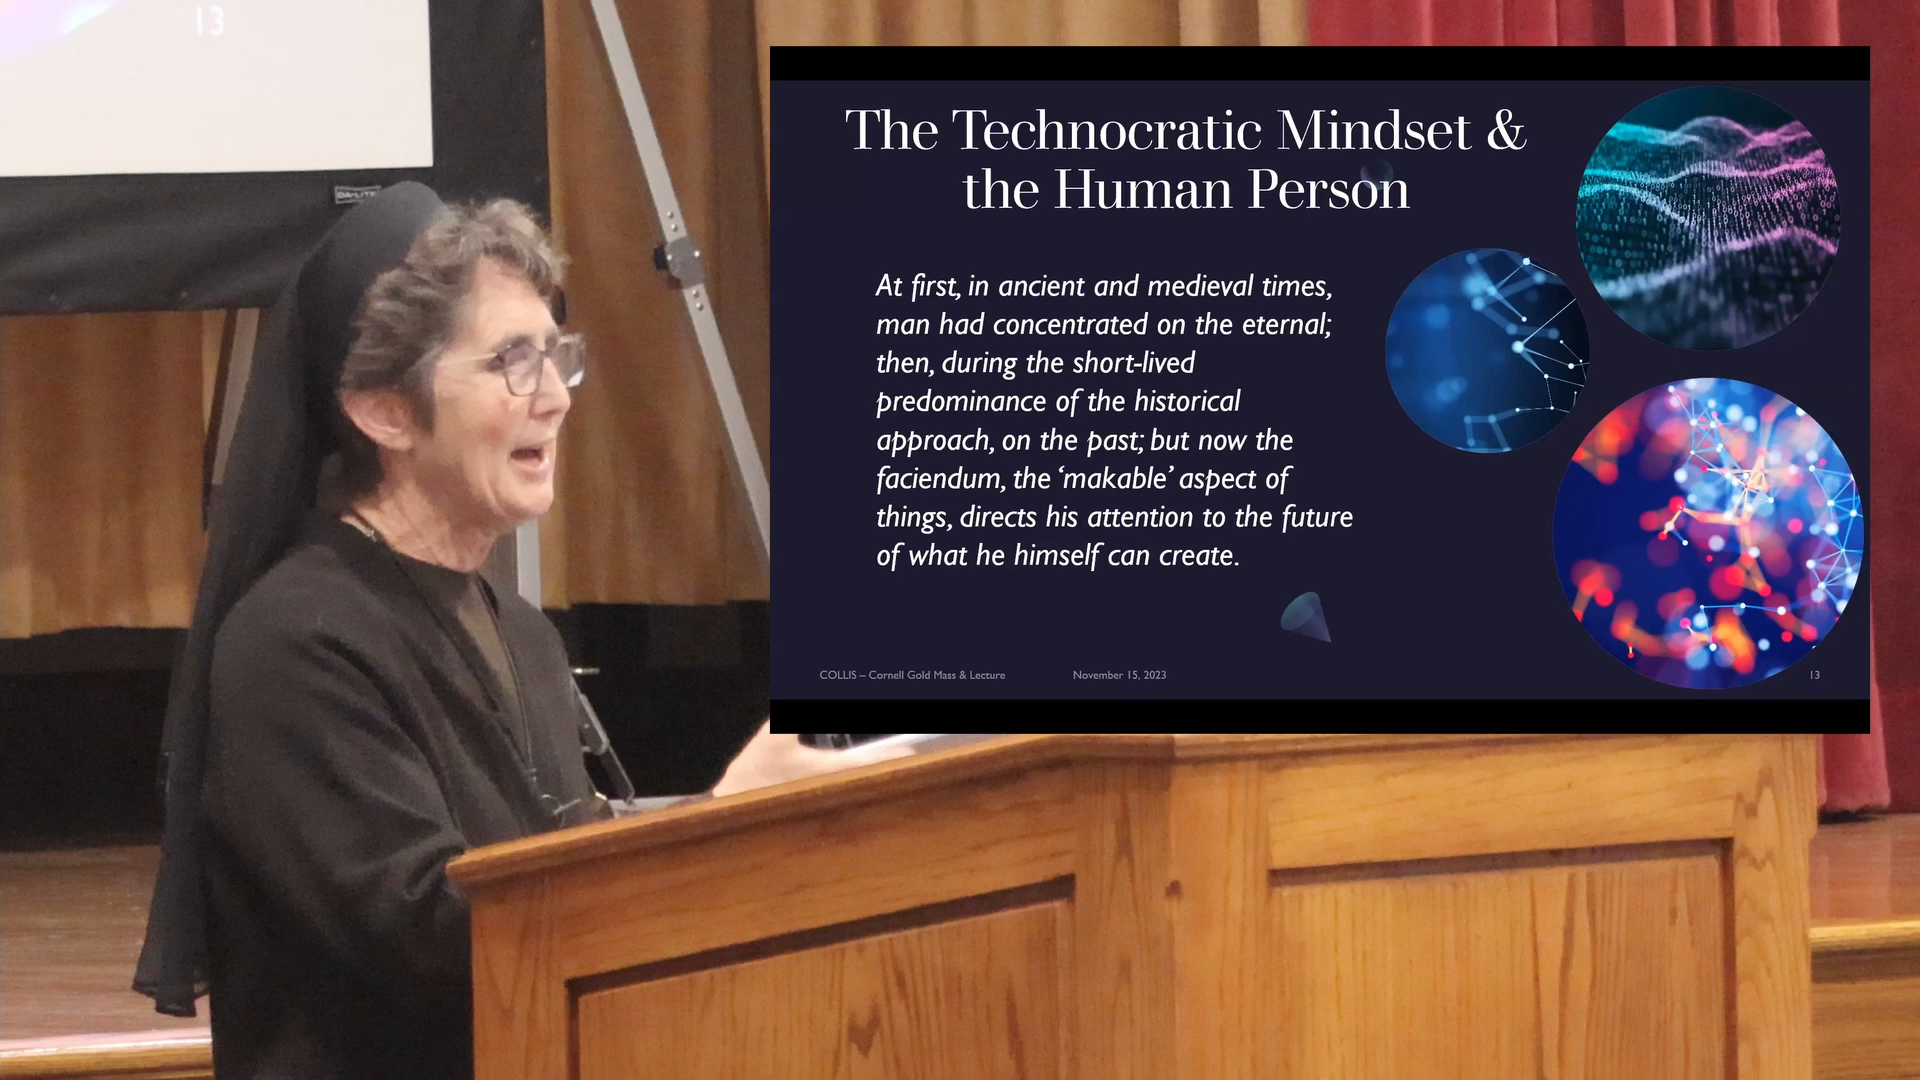 13
DA-LITE
The Technocratic Mindset &
the Human Person
At first, in ancient and medieval times,
man had concentrated on the eternal;
then, during the short-lived
predominance of the historical
approach, on the past; but now the
faciendum, the ‘makable’ aspect of
things, directs his attention to the future
of what he himself can create.
COLLIS – Cornell Gold Mass & Lecture
November 15, 2023
13